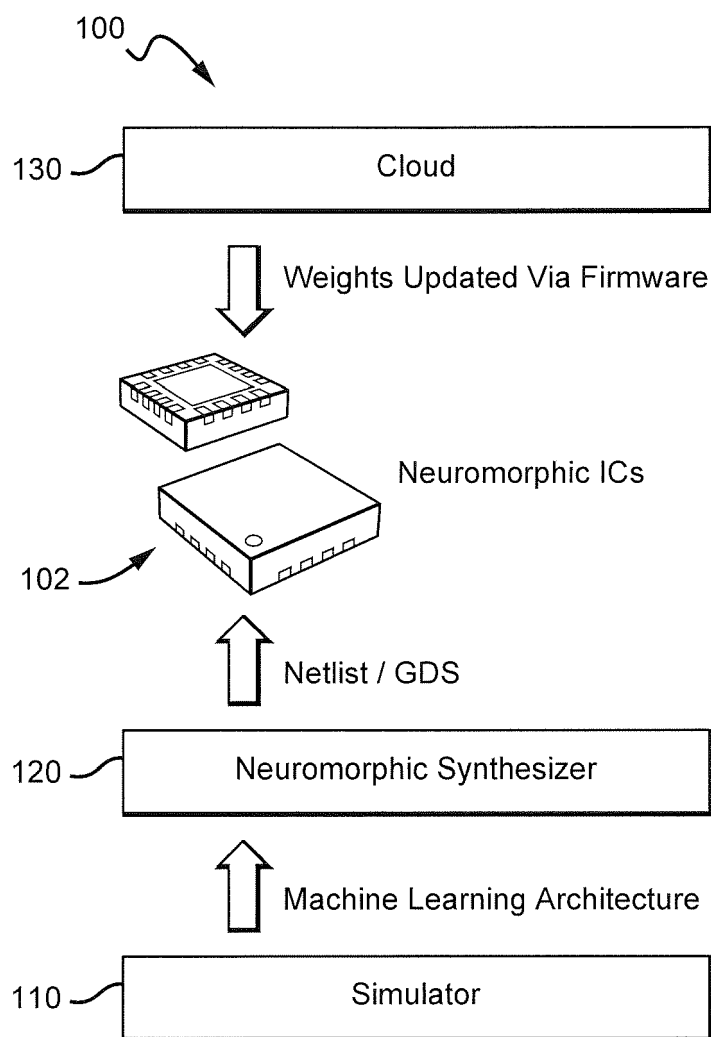 100
130
Cloud
Weights Updated Via Firmware
Neuromorphic ICs
102
Netlist / GDS
120
Neuromorphic Synthesizer
Machine Learning Architecture
110
Simulator